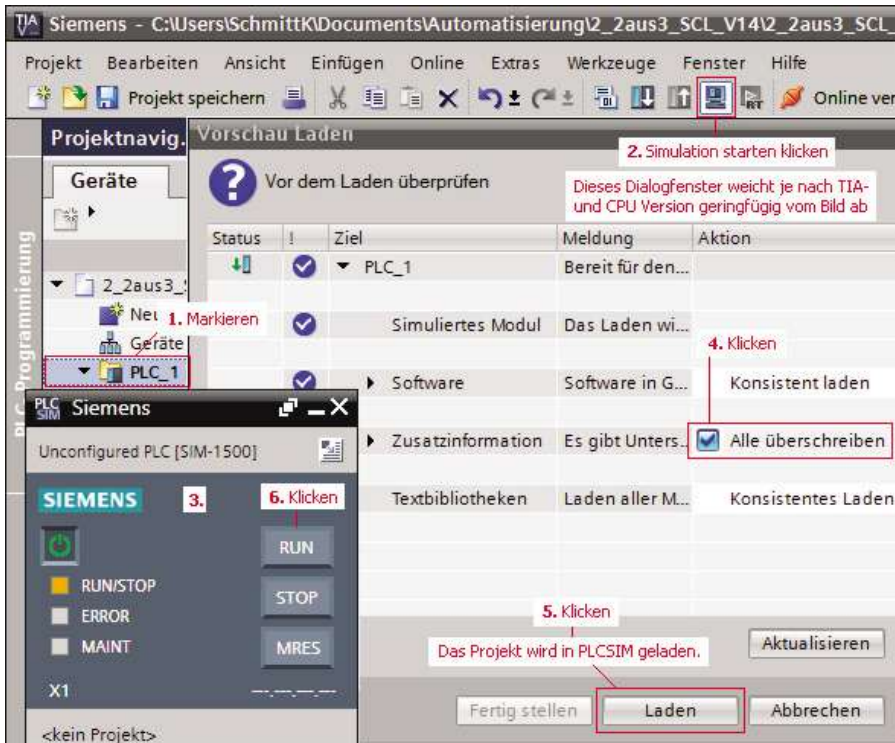 TIA V14 Siemens - C:\Users\SchmittK\Documents\Automatisierung\2_2aus3_SCL_V14\2_2aus3_SCL_
Projekt Bearbeiten Ansicht Einfügen Online Extras Werkzeuge Fenster Hilfe
Projekt speichern RT Online ver
Projektnavig.
Vorschau Laden
2. Simulation starten klicken
Geräte
Vor dem Laden überprüfen
Dieses Dialogfenster weicht je nach TIA-
und CPU Version geringfügig vom Bild ab
Status ! Ziel Meldung Aktion
PLC_1 Bereit für den...
2_2aus3_
Neu
1. Markieren
Simuliertes Modul Das Laden wi...
4. Klicken
Geräte
PLC_1
Software Software in G... Konsistent laden
PLC Programmierung
Zusatzinformation Es gibt Unters... Alle überschreiben
Textbibliotheken Laden aller M... Konsistentes Laden
PLC SIM Siemens
Unconfigured PLC [SIM-1500]
SIEMENS
3.
6. Klicken
RUN
RUN/STOP
STOP
ERROR
MAINT
MRES
X1 ---.---.---.---
<kein Projekt>
5. Klicken
Das Projekt wird in PLCSIM geladen.
Aktualisieren
Fertig stellen Laden Abbrechen